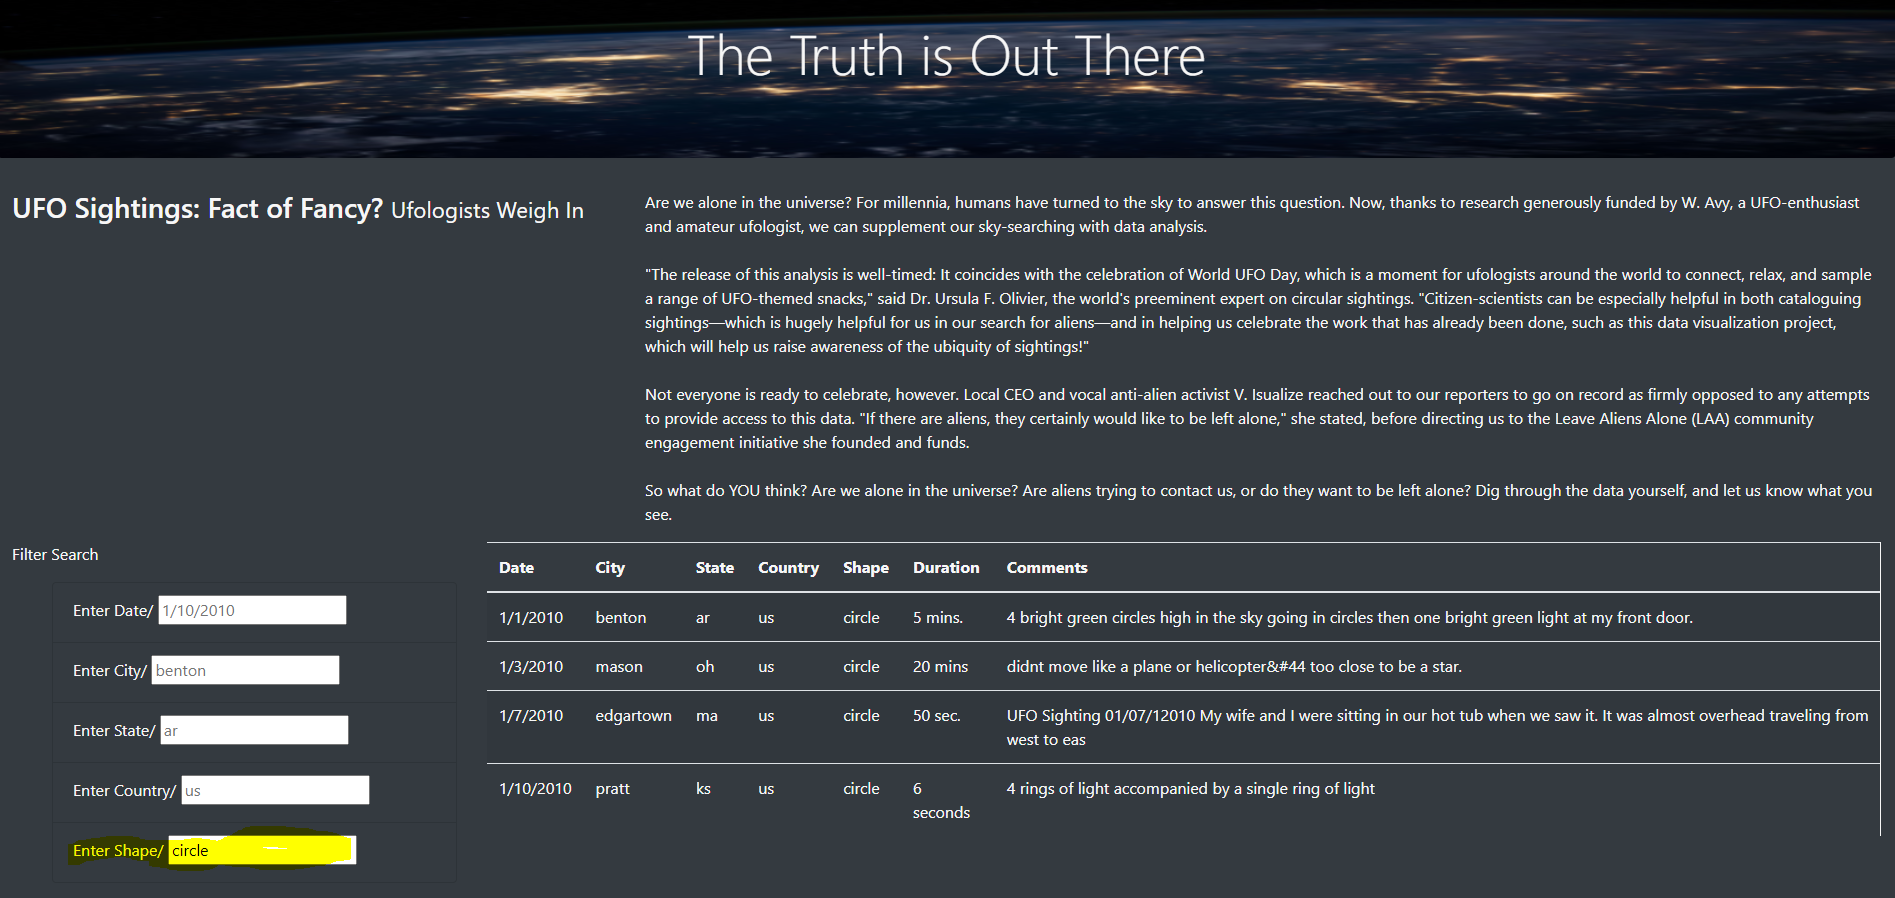 The Truth is Out There
UFO Sightings: Fact of Fancy? Ufologists Weigh In
Are we alone in the universe? For millennia, humans have turned to the sky to answer this question. Now, thanks to research generously funded by W. Avy, a UFO-enthusiast
and amateur ufologist, we can supplement our sky-searching with data analysis.
"The release of this analysis is well-timed: It coincides with the celebration of World UFO Day, which is a moment for ufologists around the world to connect, relax, and sample
a range of UFO-themed snacks," said Dr. Ursula F. Olivier, the world's preeminent expert on circular sightings. "Citizen-scientists can be especially helpful in both cataloguing
sightings—which is hugely helpful for us in our search for aliens—and in helping us celebrate the work that has already been done, such as this data visualization project,
which will help us raise awareness of the ubiquity of sightings!"
Not everyone is ready to celebrate, however. Local CEO and vocal anti-alien activist V. Isualize reached out to our reporters to go on record as firmly opposed to any attempts
to provide access to this data. "If there are aliens, they certainly would like to be left alone," she stated, before directing us to the Leave Aliens Alone (LAA) community
engagement initiative she founded and funds.
So what do YOU think? Are we alone in the universe? Are aliens trying to contact us, or do they want to be left alone? Dig through the data yourself, and let us know what you
see.
Filter Search
Enter Date/ 1/10/2010
Enter City/ benton
Enter State/ ar
Enter Country/ us
Enter Shape/ circle
Date City State Country Shape Duration Comments
1/1/2010 benton ar us circle 5 mins. 4 bright green circles high in the sky going in circles then one bright green light at my front door.
1/3/2010 mason oh us circle 20 mins didnt move like a plane or helicopter&#44 too close to be a star.
1/7/2010 edgartown ma us circle 50 sec. UFO Sighting 01/07/12010 My wife and I were sitting in our hot tub when we saw it. It was almost overhead traveling from
west to eas
1/10/2010 pratt ks us circle 6 4 rings of light accompanied by a single ring of light
seconds